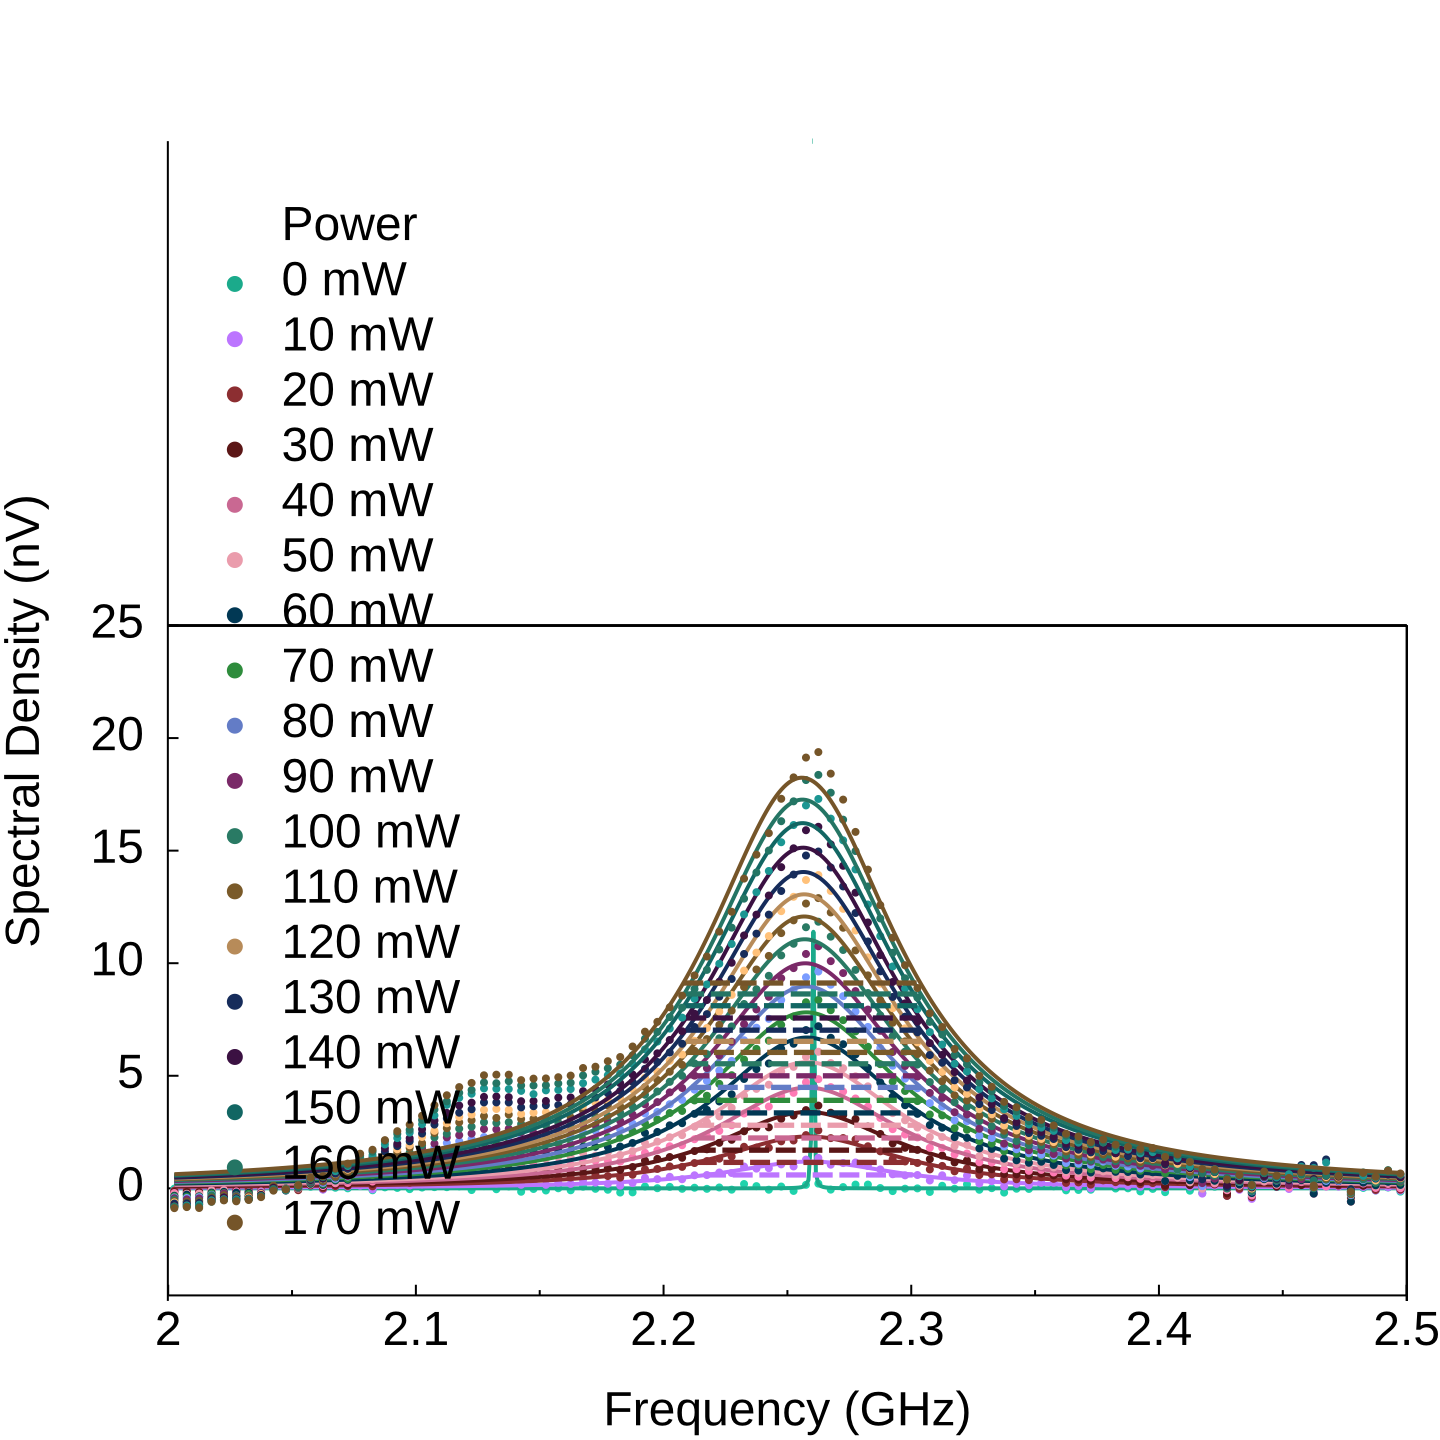 Power
0 mW
10 mW
20 mW
30 mW
40 mW
50 mW
60 mW
70 mW
80 mW
90 mW
100 mW
110 mW
120 mW
130 mW
140 mW
150 mW
160 mW
170 mW
Spectral Density (nV)
25
20
15
10
5
0
2
2.1
2.2
2.3
2.4
2.5
Frequency (GHz)